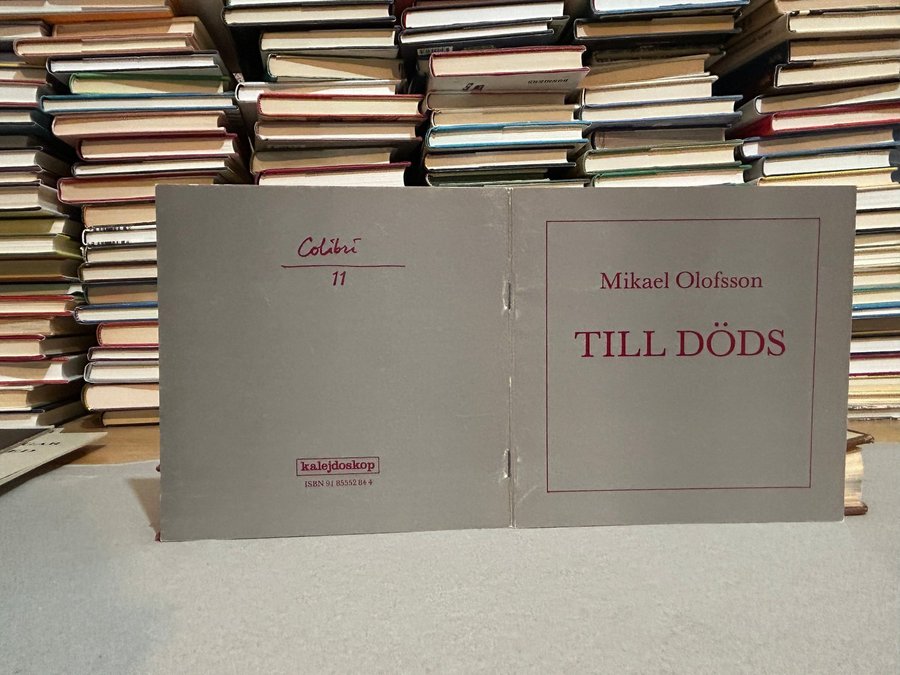 Colibri
11
kalejdoskop
ISBN 91 85552 84 4
Mikael Olofsson
TILL DÖDS